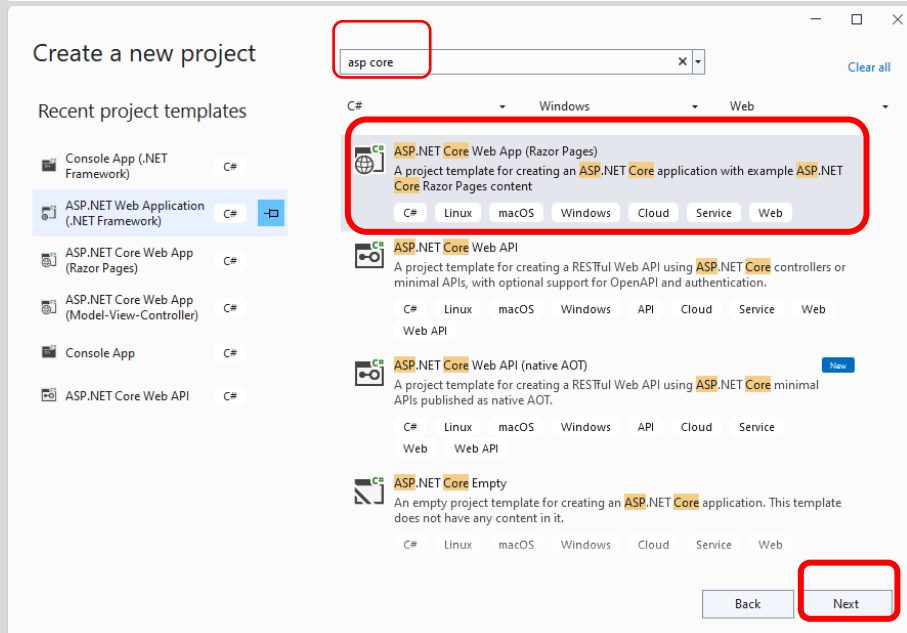 Create a new project
asp core
Clear all
Recent project templates
Console App (.NET
Framework)
C#
ASP.NET Web Application
(.NET Framework)
C#
ASP.NET Core Web App
(Razor Pages)
C#
ASP.NET Core Web App
(Model-View-Controller)
C#
Console App
C#
ASP.NET Core Web API
C#
C# Windows Web
C#
ASP.NET Core Web App (Razor Pages)
A project template for creating an ASP.NET Core application with example ASP.NET
Core Razor Pages content
C# Linux macOS Windows Cloud Service Web
C#
ASP.NET Core Web API
A project template for creating a RESTful Web API using ASP.NET Core controllers or
minimal APIs, with optional support for OpenAPI and authentication.
C# Linux macOS Windows API Cloud Service Web
Web API
C#
ASP.NET Core Web API (native AOT)
New
A project template for creating a RESTful Web API using ASP.NET Core minimal
APIs published as native AOT.
C# Linux macOS Windows API Cloud Service
Web Web API
C#
ASP.NET Core Empty
An empty project template for creating an ASP.NET Core application. This template
does not have any content in it.
C# Linux macOS Windows Cloud Service Web
Back Next